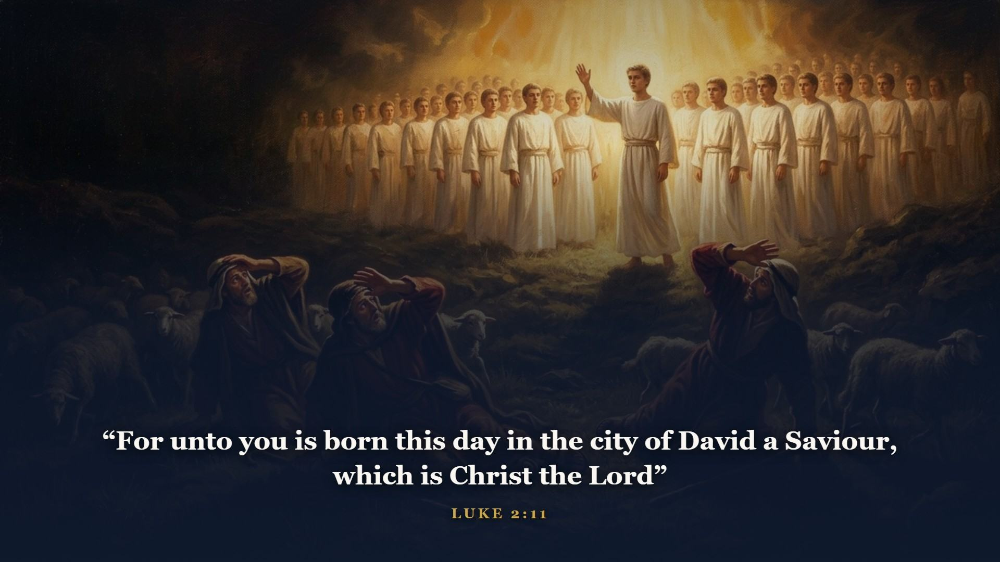 “For unto you is born this day in the city of David a Saviour,
which is Christ the Lord”
LUKE 2:11